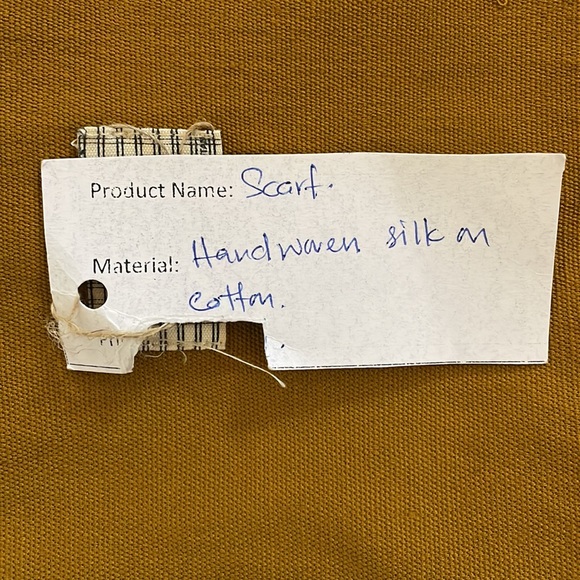 Product Name: Scarf.
Material: Handwoven silk on
cotton.